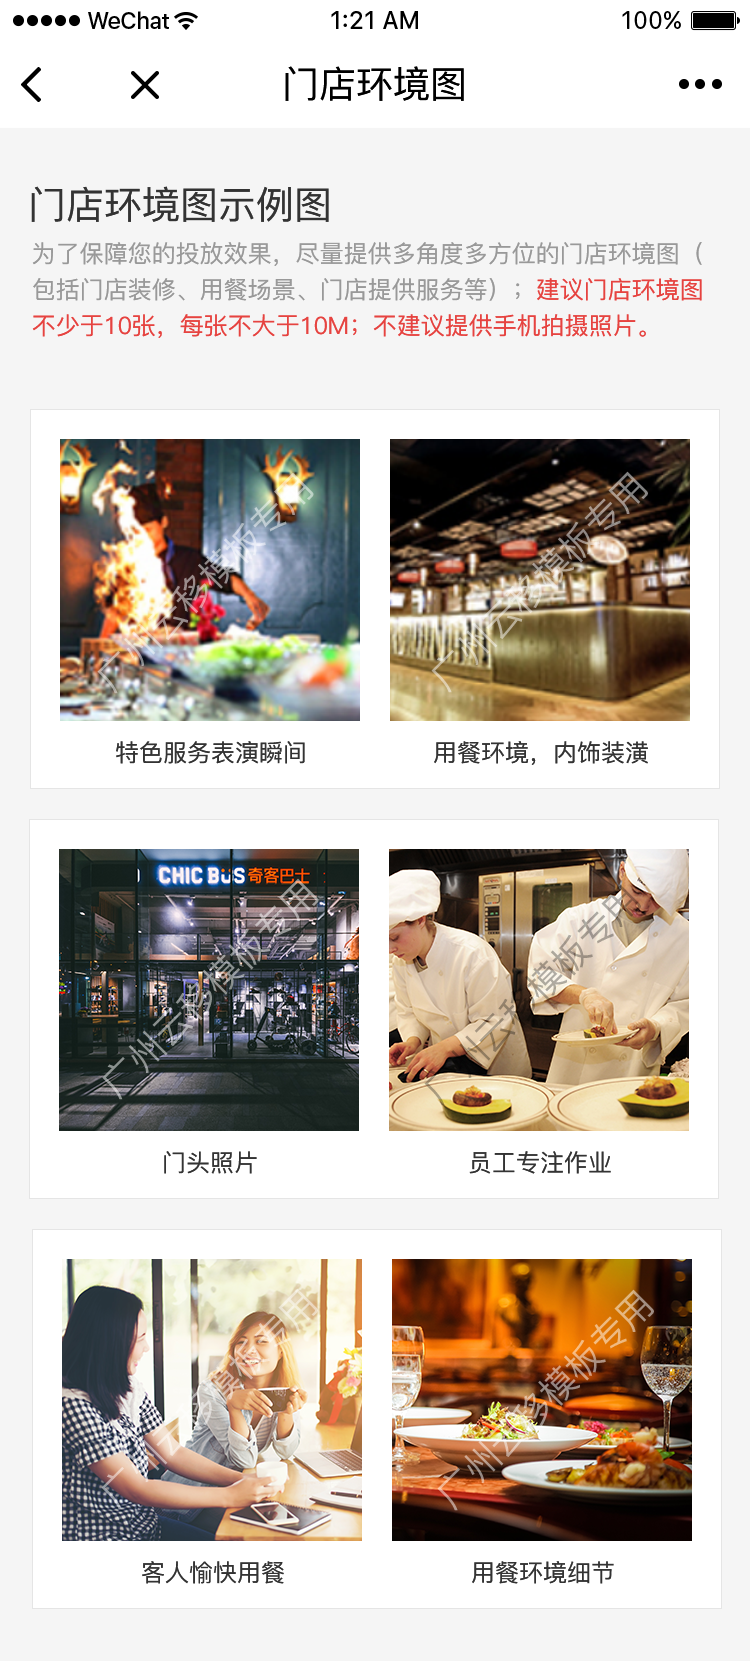 WeChat 1:21 AM 100%
门店环境图
门店环境图示例图
为了保障您的投放效果，尽量提供多角度多方位的门店环境图（
包括门店装修、用餐场景、门店提供服务等）；建议门店环境图
不少于10张，每张不大于10M；不建议提供手机拍摄照片。
广州云移模板专用
广州云移模板专用
特色服务表演瞬间
用餐环境，内饰装潢
CHIC BUS奇客巴士
广州云移模板专用
广州云移模板专用
门头照片
员工专注作业
广州云移模板专用
广州云移模板专用
客人愉快用餐
用餐环境细节